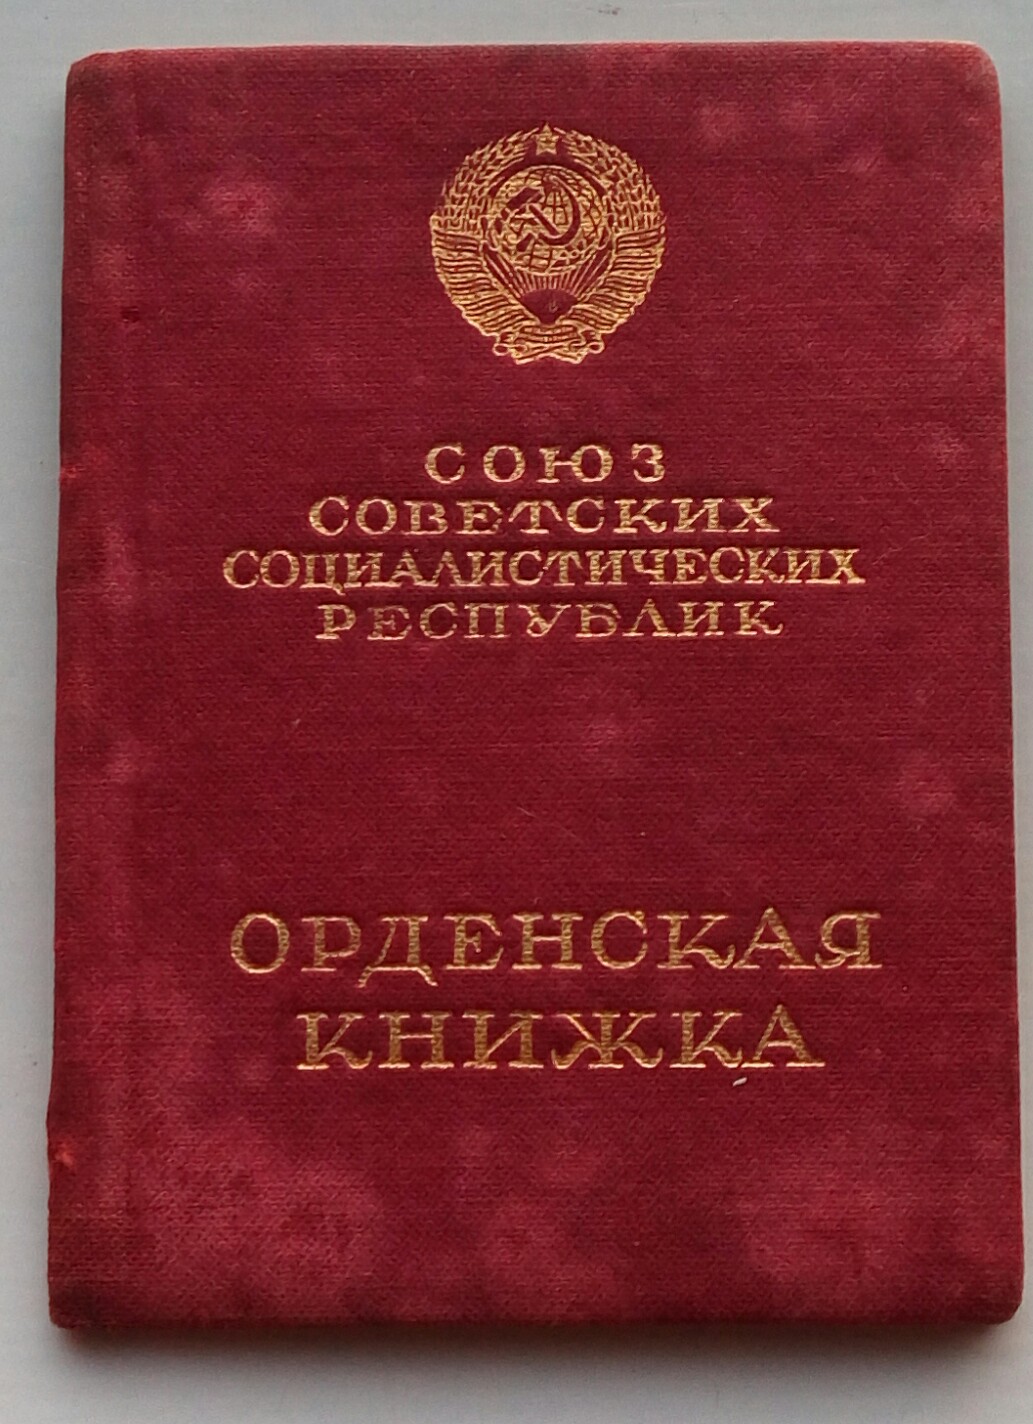 СОЮЗ
СОВЕТСКИХ
СОЦИАЛИСТИЧЕСКИХ
РЕСПУБЛИК
ОРДЕНСКАЯ
КНИЖКА